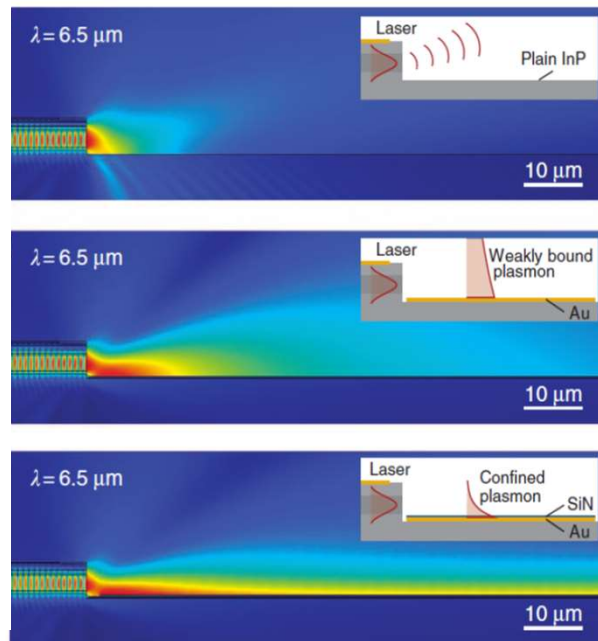 λ = 6.5 μm
Laser
Plain InP
10 μm
λ = 6.5 μm
Laser
Weakly bound
plasmon
Au
10 μm
λ = 6.5 μm
Laser
Confined
plasmon
SiN
Au
10 μm